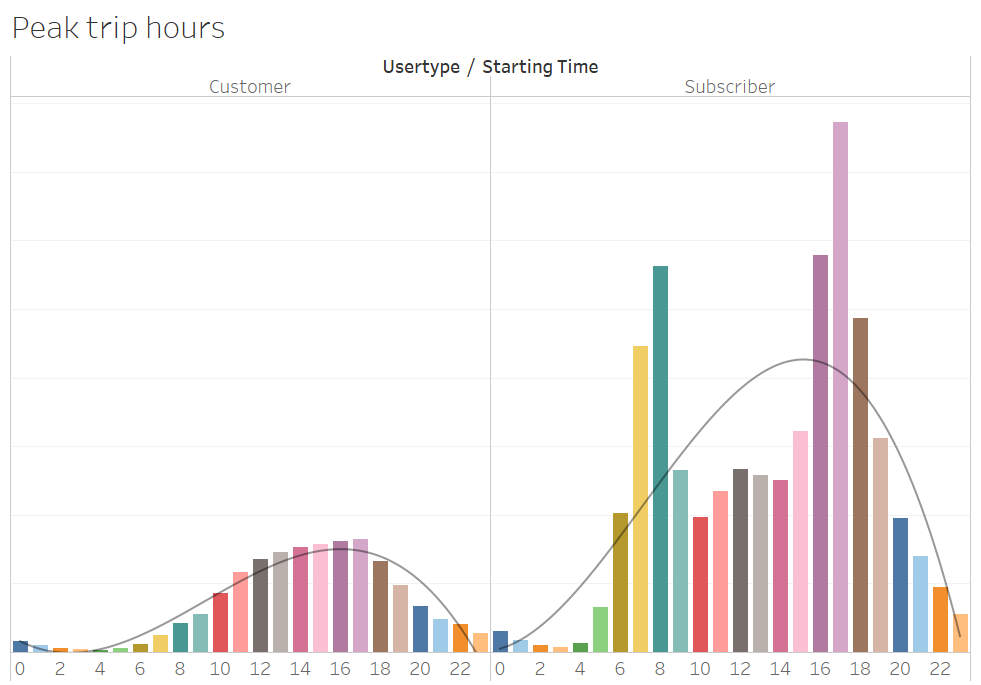 Peak trip hours
Usertype / Starting Time
Customer Subscriber
0 2 4 6 8 10 12 14 16 18 20 22 0 2 4 6 8 10 12 14 16 18 20 22